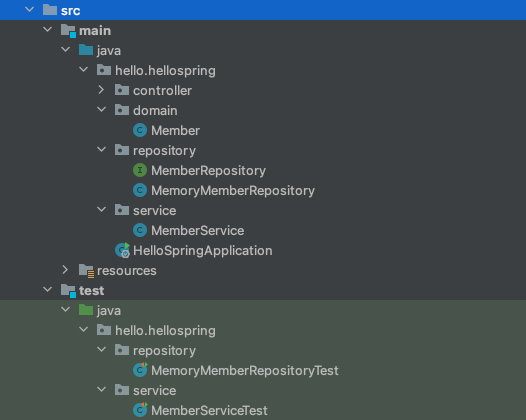 src
main
java
hello.hellospring
controller
domain
Member
repository
MemberRepository
MemoryMemberRepository
service
MemberService
HelloSpringApplication
resources
test
java
hello.hellospring
repository
MemoryMemberRepositoryTest
service
MemberServiceTest